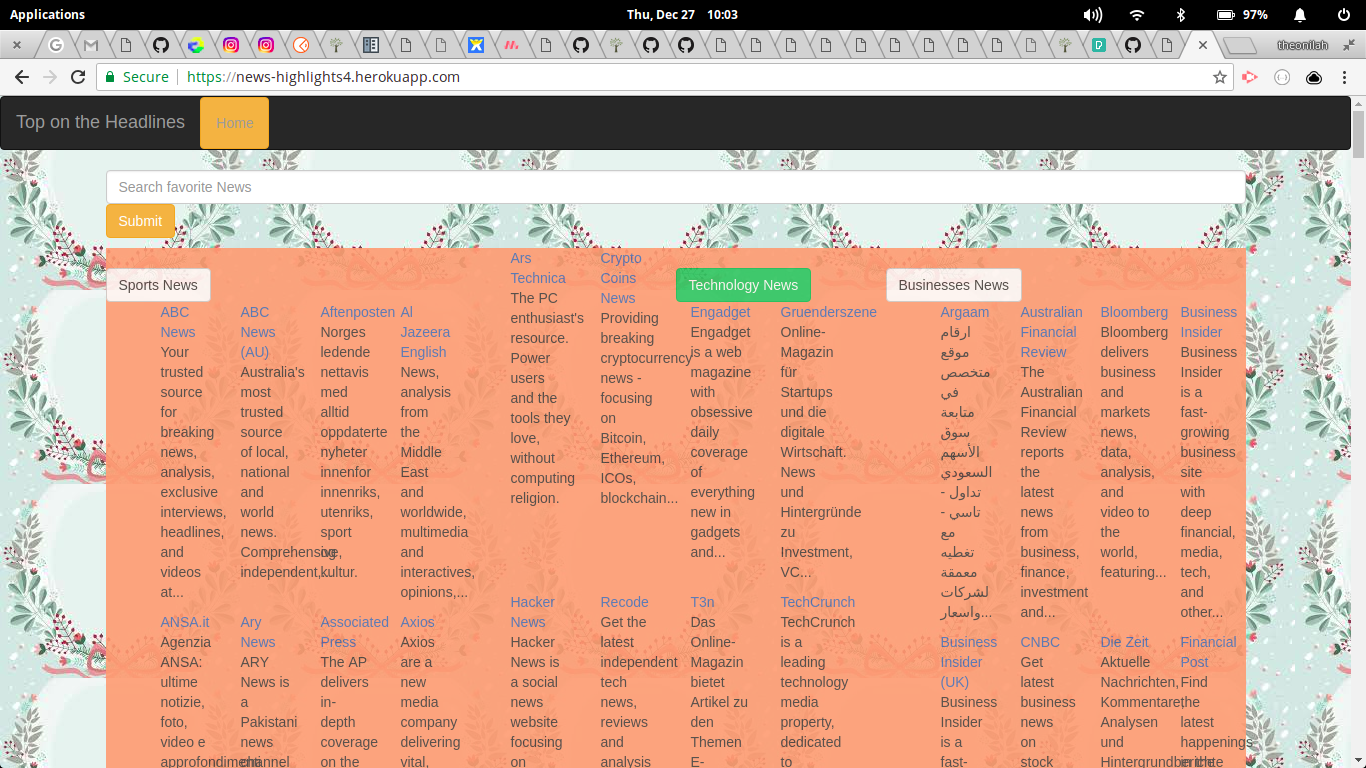 Applications
Thu, Dec 27 10:03
97%
theonilah
Secure
https://news-highlights4.herokuapp.com
Top on the Headlines
Home
Search favorite News
Submit
Sports News
ABC
News
Your
trusted
source
for
breaking
news,
analysis,
exclusive
interviews,
headlines,
and
videos
at...
ABC
News
(AU)
Australia's
most
trusted
source
of local,
national
and
world
news.
Comprehensive,
independent,...
Aftenposten
Norges
ledende
nettavis
med
alltid
oppdaterte
nyheter
innenfor
innenriks,
utenriks,
sport
og
kultur.
Al
Jazeera
English
News,
analysis
from
the
Middle
East
and
worldwide,
multimedia
and
interactives,
opinions,...
ANSA.it
Agenzia
ANSA:
ultime
notizie,
foto,
video e
approfondimenti
Ary
News
ARY
News is
a
Pakistani
news
channel
Associated
Press
The AP
delivers
in-
depth
coverage
on the
Axios
Axios
are a
new
media
company
delivering
vital,
Ars
Technica
The PC
enthusiast's
resource.
Power
users
and the
tools they
love,
without
computing
religion.
Crypto
Coins
News
Providing
breaking
cryptocurrency
news -
focusing
on
Bitcoin,
Ethereum,
ICOs,
blockchain...
Technology News
Engadget
Engadget
is a web
magazine
with
obsessive
daily
coverage
of
everything
new in
gadgets
and...
Gruenderszene
Online-
Magazin
für
Startups
und die
digitale
Wirtschaft.
News
und
Hintergründe
zu
Investment,
VC...
Hacker
News
Hacker
News is
a social
news
website
focusing
on
Recode
Get the
latest
independent
tech
news,
reviews
and
analysis
T3n
Das
Online-
Magazin
bietet
Artikel zu
den
Themen
E-
TechCrunch
TechCrunch
is a
leading
technology
media
property,
dedicated
to
Businesses News
Argaam
ارقام
موقع
متخصص
في
متابعة
سوق
الأسهم
السعودي
تداول -
تاسي -
مع
تغطيه
معمقة
لشركات
واسعار...
Australian
Financial
Review
The
Australian
Financial
Review
reports
the
latest
news
from
business,
finance,
investment
and...
Bloomberg
Bloomberg
delivers
business
and
markets
news,
data,
analysis,
and
video to
the
world,
featuring...
Business
Insider
Business
Insider
is a
fast-
growing
business
site
with
deep
financial,
media,
tech,
and
other...
Business
Insider
(UK)
Business
Insider
is a
fast-
CNBC
Get
latest
business
news
on
stock
Die Zeit
Aktuelle
Nachrichten,
Kommentare,
Analysen
und
Hintergrundberichte
Financial
Post
Find
the
latest
happenings
in the